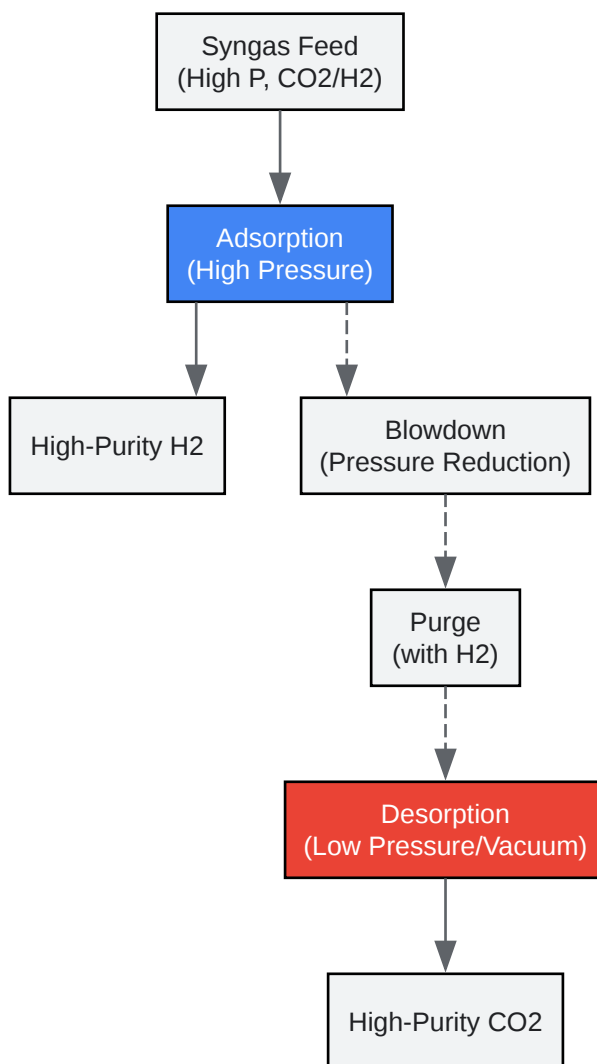 Syngas Feed
(High P, CO2/H2)
Adsorption
(High Pressure)
High-Purity H2
Blowdown
(Pressure Reduction)
Purge
(with H2)
Desorption
(Low Pressure/Vacuum)
High-Purity CO2